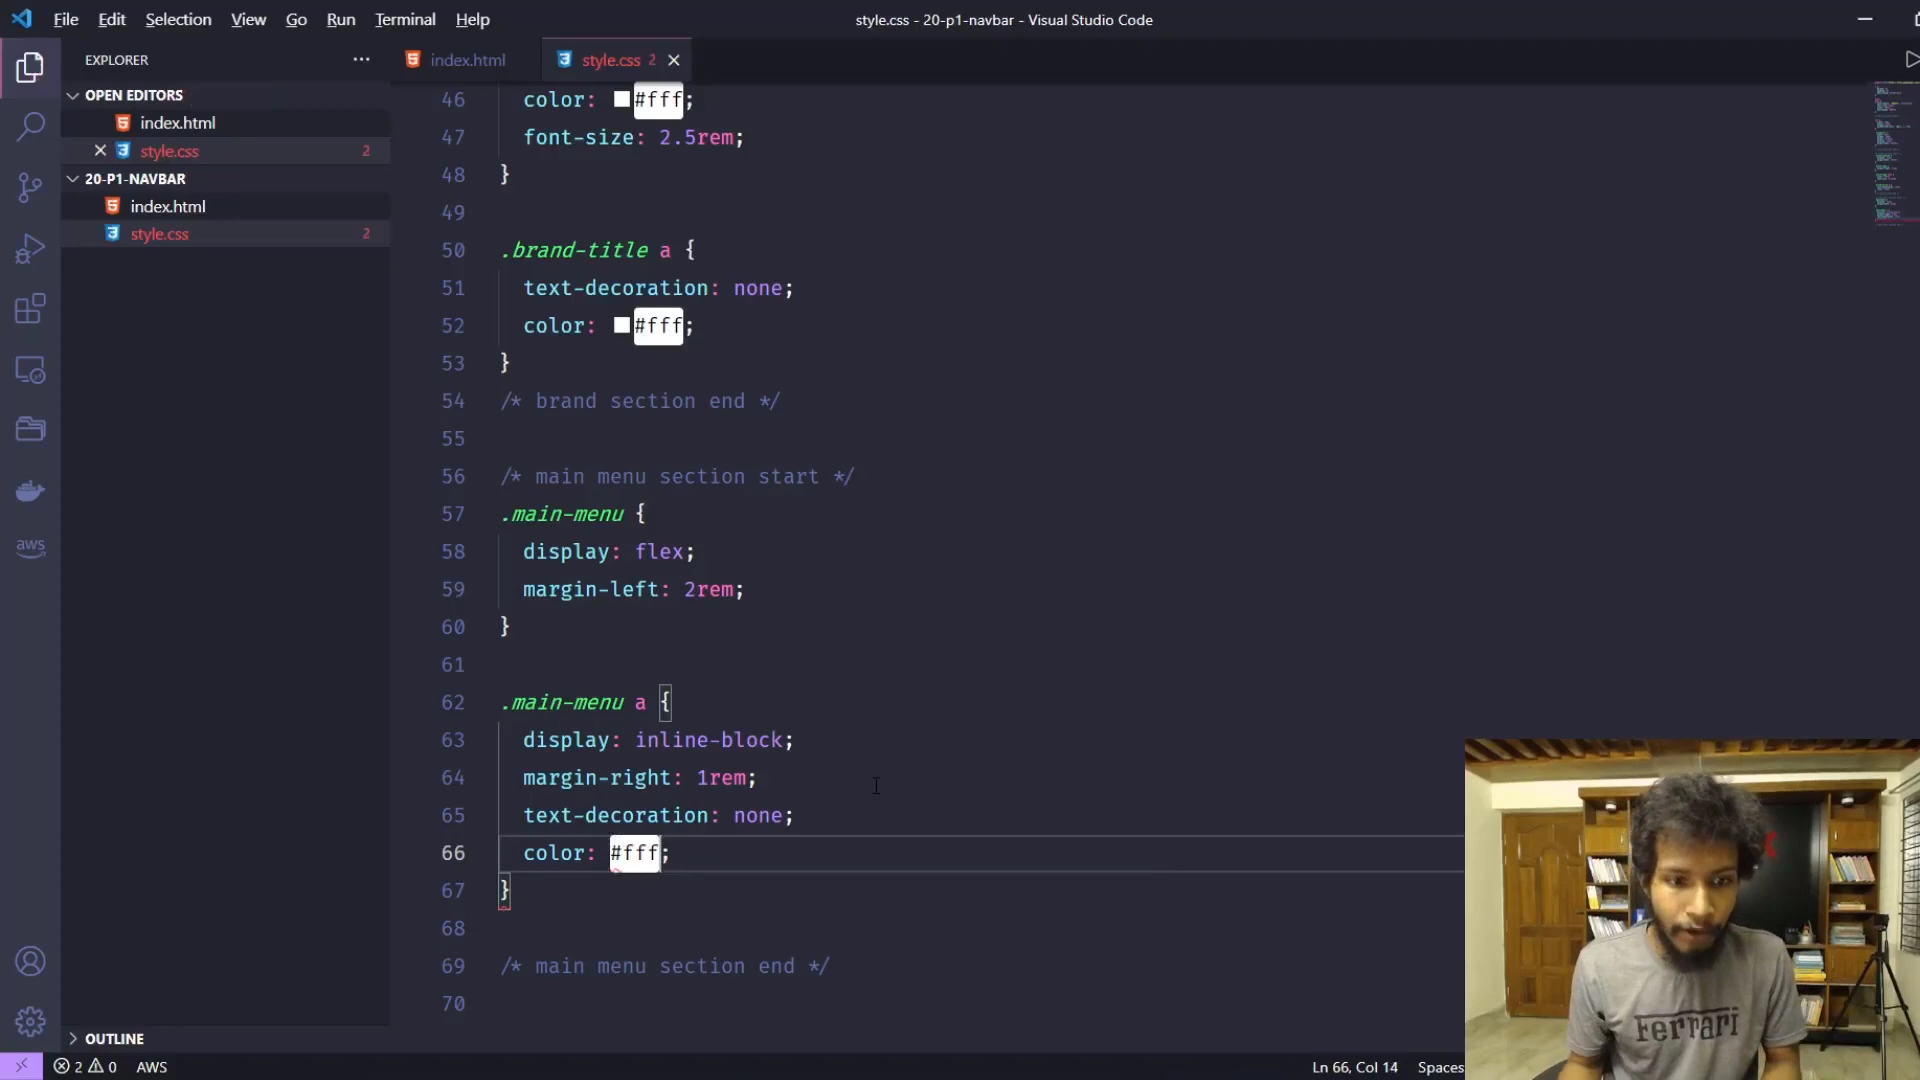 File Edit Selection View Go Run Terminal Help
style.css - 20-p1-navbar - Visual Studio Code
EXPLORER
index.html
style.css 2
OPEN EDITORS
index.html
style.css 2
20-P1-NAVBAR
index.html
style.css 2
46 color: #fff;
47 font-size: 2.5rem;
48 }
49
50 .brand-title a {
51 text-decoration: none;
52 color: #fff;
53 }
54 /* brand section end */
55
56 /* main menu section start */
57 .main-menu {
58 display: flex;
59 margin-left: 2rem;
60 }
61
62 .main-menu a {
63 display: inline-block;
64 margin-right: 1rem;
65 text-decoration: none;
66 color: #fff;
67 }
68
69 /* main menu section end */
70
aws
OUTLINE
2 0 AWS
Ln 66, Col 14 Spaces
Ferrari